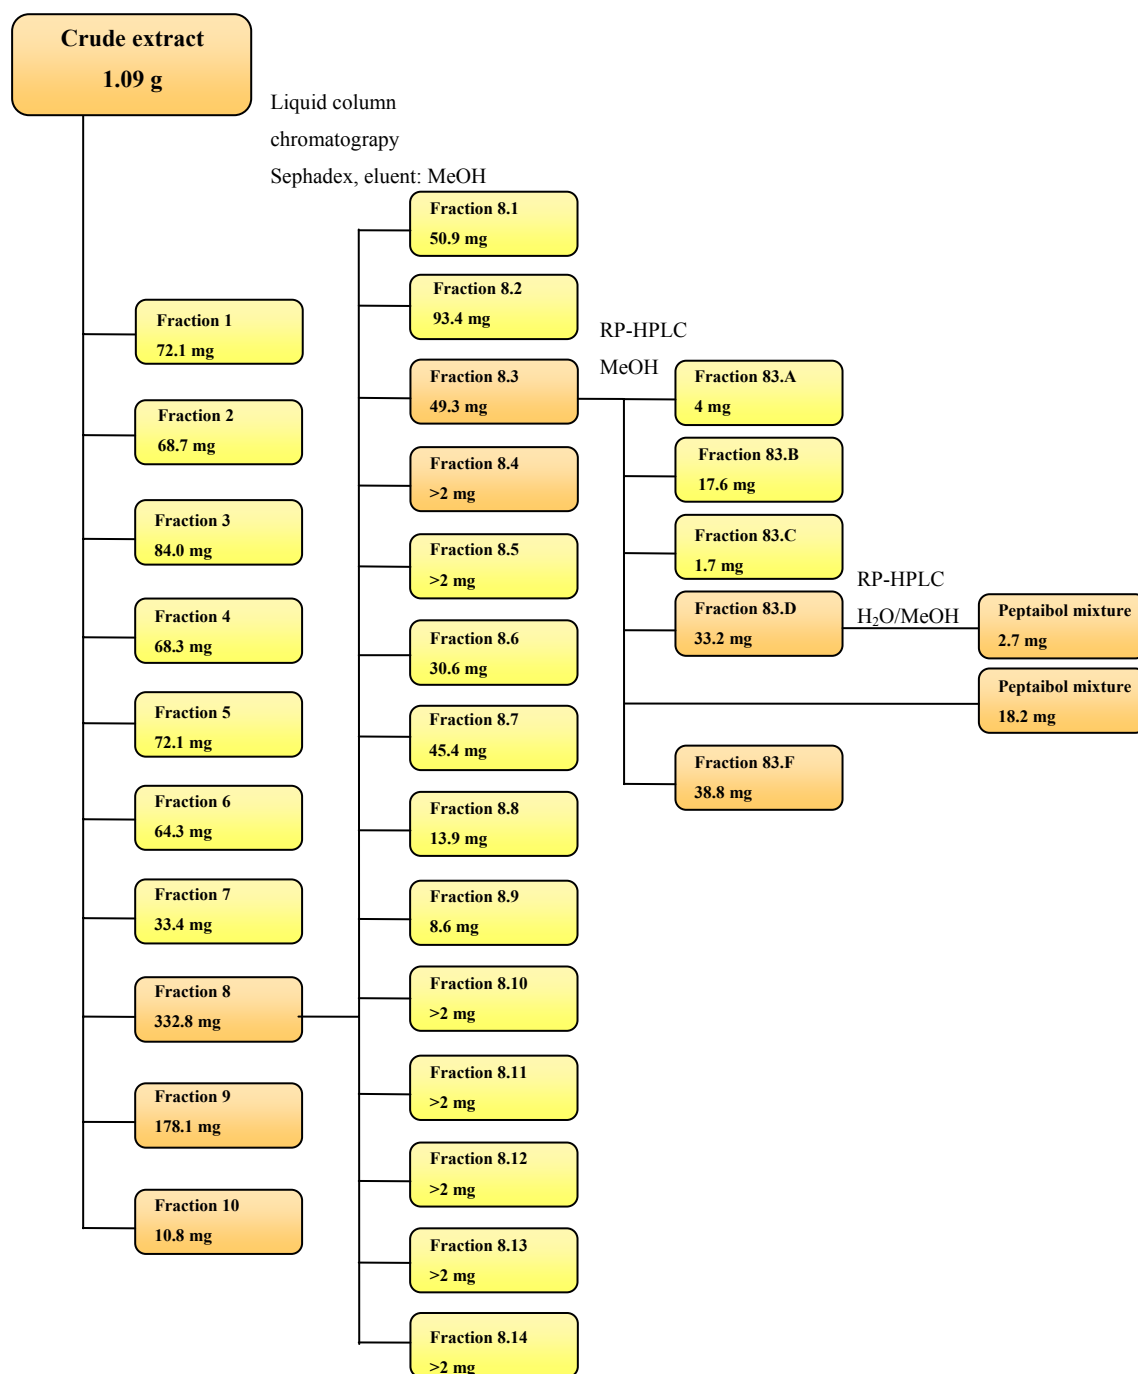 Crude extract
1.09 g
Liquid column
chromatograpy
Sephadex, eluent: MeOH
Fraction 1
72.1 mg
Fraction 2
68.7 mg
Fraction 3
84.0 mg
Fraction 4
68.3 mg
Fraction 5
72.1 mg
Fraction 6
64.3 mg
Fraction 7
33.4 mg
Fraction 8
332.8 mg
Fraction 9
178.1 mg
Fraction 10
10.8 mg
Fraction 8.1
50.9 mg
Fraction 8.2
93.4 mg
Fraction 8.3
49.3 mg
Fraction 8.4
>2 mg
Fraction 8.5
>2 mg
Fraction 8.6
30.6 mg
Fraction 8.7
45.4 mg
Fraction 8.8
13.9 mg
Fraction 8.9
8.6 mg
Fraction 8.10
>2 mg
Fraction 8.11
>2 mg
Fraction 8.12
>2 mg
Fraction 8.13
>2 mg
Fraction 8.14
>2 mg
RP-HPLC
MeOH
Fraction 83.A
4 mg
Fraction 83.B
17.6 mg
Fraction 83.C
1.7 mg
Fraction 83.D
33.2 mg
Fraction 83.F
38.8 mg
RP-HPLC
H₂O/MeOH
Peptaibol mixture
2.7 mg
Peptaibol mixture
18.2 mg